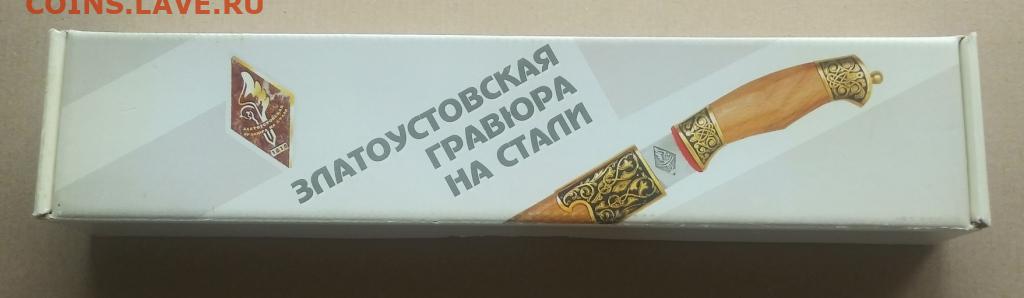 COINS.LAVE.RU
ЗЛАТОУСТОВСКАЯ
ГРАВЮРА
НА СТАЛИ